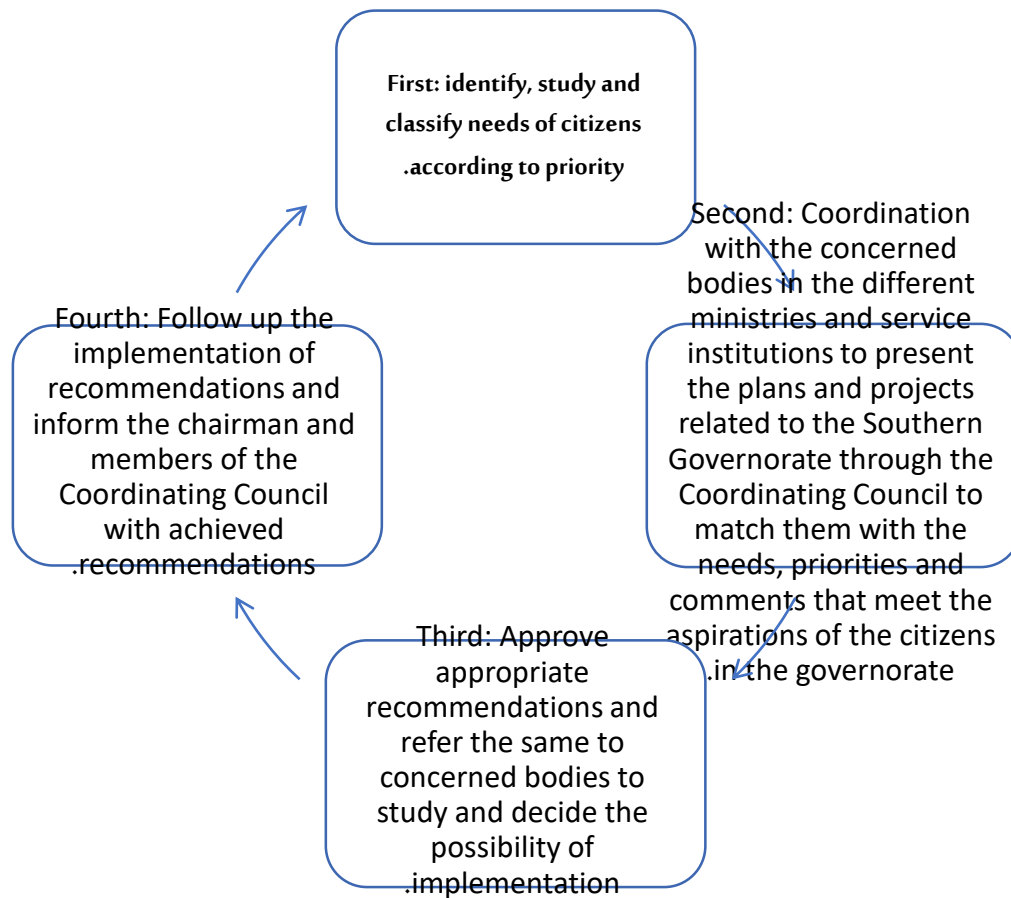 First: identify, study and
classify needs of citizens
.according to priority
Second: Coordination
with the concerned
bodies in the different
ministries and service
institutions to present
the plans and projects
related to the Southern
Governorate through the
Coordinating Council to
match them with the
needs, priorities and
comments that meet the
aspirations of the citizens
.in the governorate
Third: Approve
appropriate
recommendations and
refer the same to
concerned bodies to
study and decide the
possibility of
.implementation
Fourth: Follow up the
implementation of
recommendations and
inform the chairman and
members of the
Coordinating Council
with achieved
.recommendations